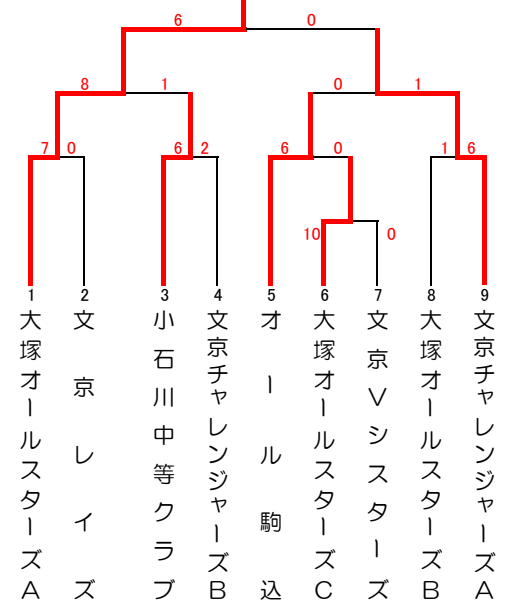 6 0
8 1 0 1
7 0 6 2 6 0 1 6
10 0
1 2 3 4 5 6 7 8 9
大塚オールスターズA
文京レイズ
小石川中等クラブ
文京チャレンジャーズB
オール駒込
大塚オールスターズC
文京Vシスターズ
大塚オールスターズB
文京チャレンジャーズA